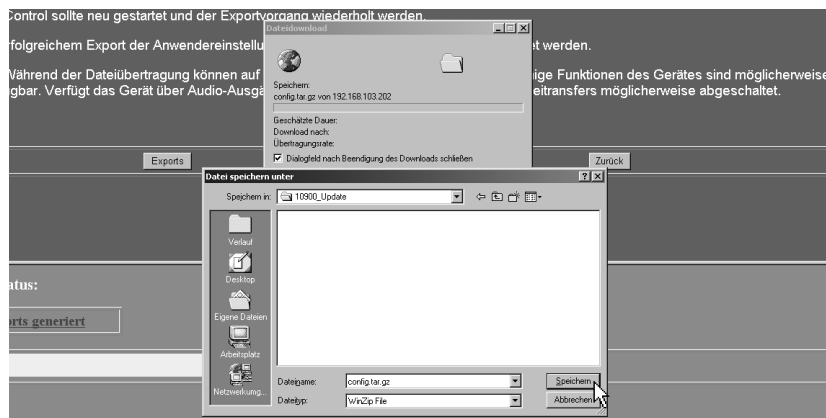 Control sollte neu gestartet und der Exportvorgang wiederholt werden.
Dateidownload
rfolgreichem Export der Anwendereinstellu
et werden.
Während der Dateiübertragung können auf
nige Funktionen des Gerätes sind möglicherweise
gbar. Verfügt das Gerät über Audio-Ausgä
eitransfers möglicherweise abgeschaltet.
Speichern:
config.tar.gz von 192.168.103.202
Geschätzte Dauer:
Download nach:
Übertragungsrate:
Dialogfeld nach Beendigung des Downloads schließen
Exports
Zurück
Datei speichern unter
Speichern in:
10900_Update
Verlauf
Desktop
Eigene Dateien
Arbeitsplatz
Netzwerkumg...
atus:
orts generiert
Dateiname:
config.tar.gz
Speichern
Dateityp:
WinZip File
Abbrechen